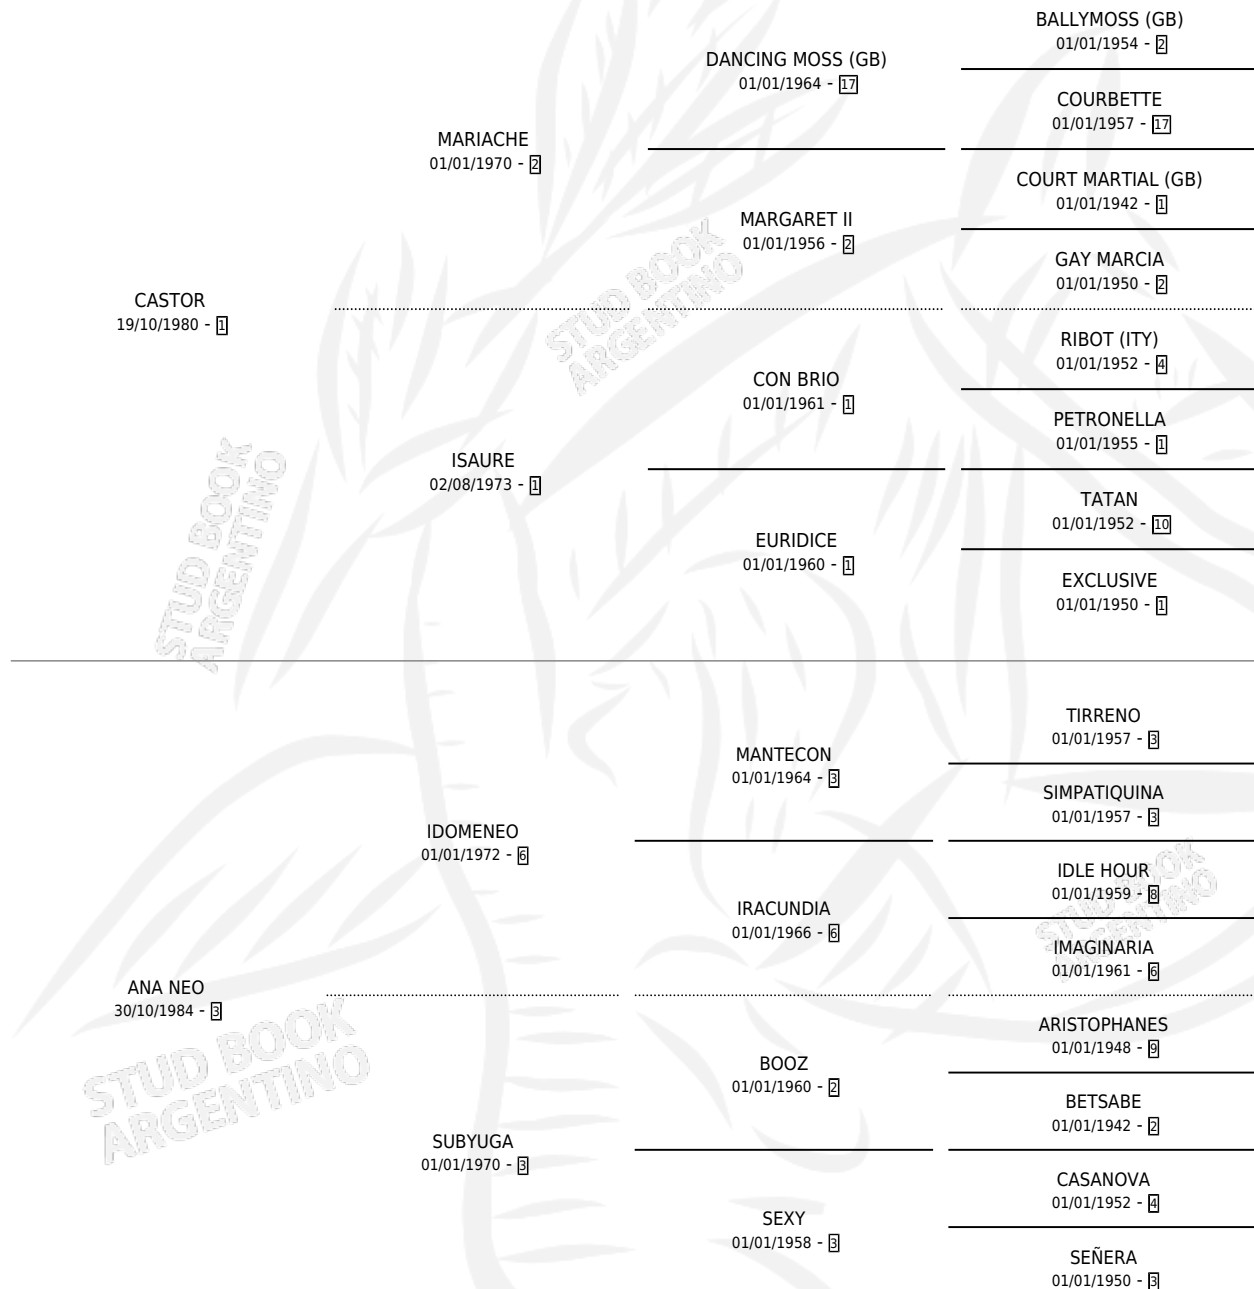 BALLYMOSS (GB)
01/01/1954 - 2
DANCING MOSS (GB)
01/01/1964 - 17
COURBETTE
01/01/1957 - 17
MARIACHE
01/01/1970 - 2
COURT MARTIAL (GB)
01/01/1942 - 1
MARGARET II
01/01/1956 - 2
GAY MARCIA
01/01/1950 - 2
CASTOR
19/10/1980 - 1
STUD BOOK
ARGENTINO
RIBOT (ITY)
01/01/1952 - 4
CON BRIO
01/01/1961 - 1
PETRONELLA
01/01/1955 - 1
ISAURE
02/08/1973 - 1
TATAN
01/01/1952 - 10
EURIDICE
01/01/1960 - 1
EXCLUSIVE
01/01/1950 - 1
STUD BOOK
ARGENTINO
TIRRENO
01/01/1957 - 3
MANTECON
01/01/1964 - 3
SIMPATIQUINA
01/01/1957 - 3
IDOMENEO
01/01/1972 - 6
IDLE HOUR
01/01/1959 - 8
IRACUNDIA
01/01/1966 - 6
STUD BOOK
ARGENTINO
IMAGINARIA
01/01/1961 - 6
ANA NEO
30/10/1984 - 3
ARISTOPHANES
01/01/1948 - 9
BOOZ
01/01/1960 - 2
BETSABE
01/01/1942 - 2
STUD BOOK
ARGENTINO
SUBYUGA
01/01/1970 - 3
CASANOVA
01/01/1952 - 4
SEXY
01/01/1958 - 3
SEÑERA
01/01/1950 - 3